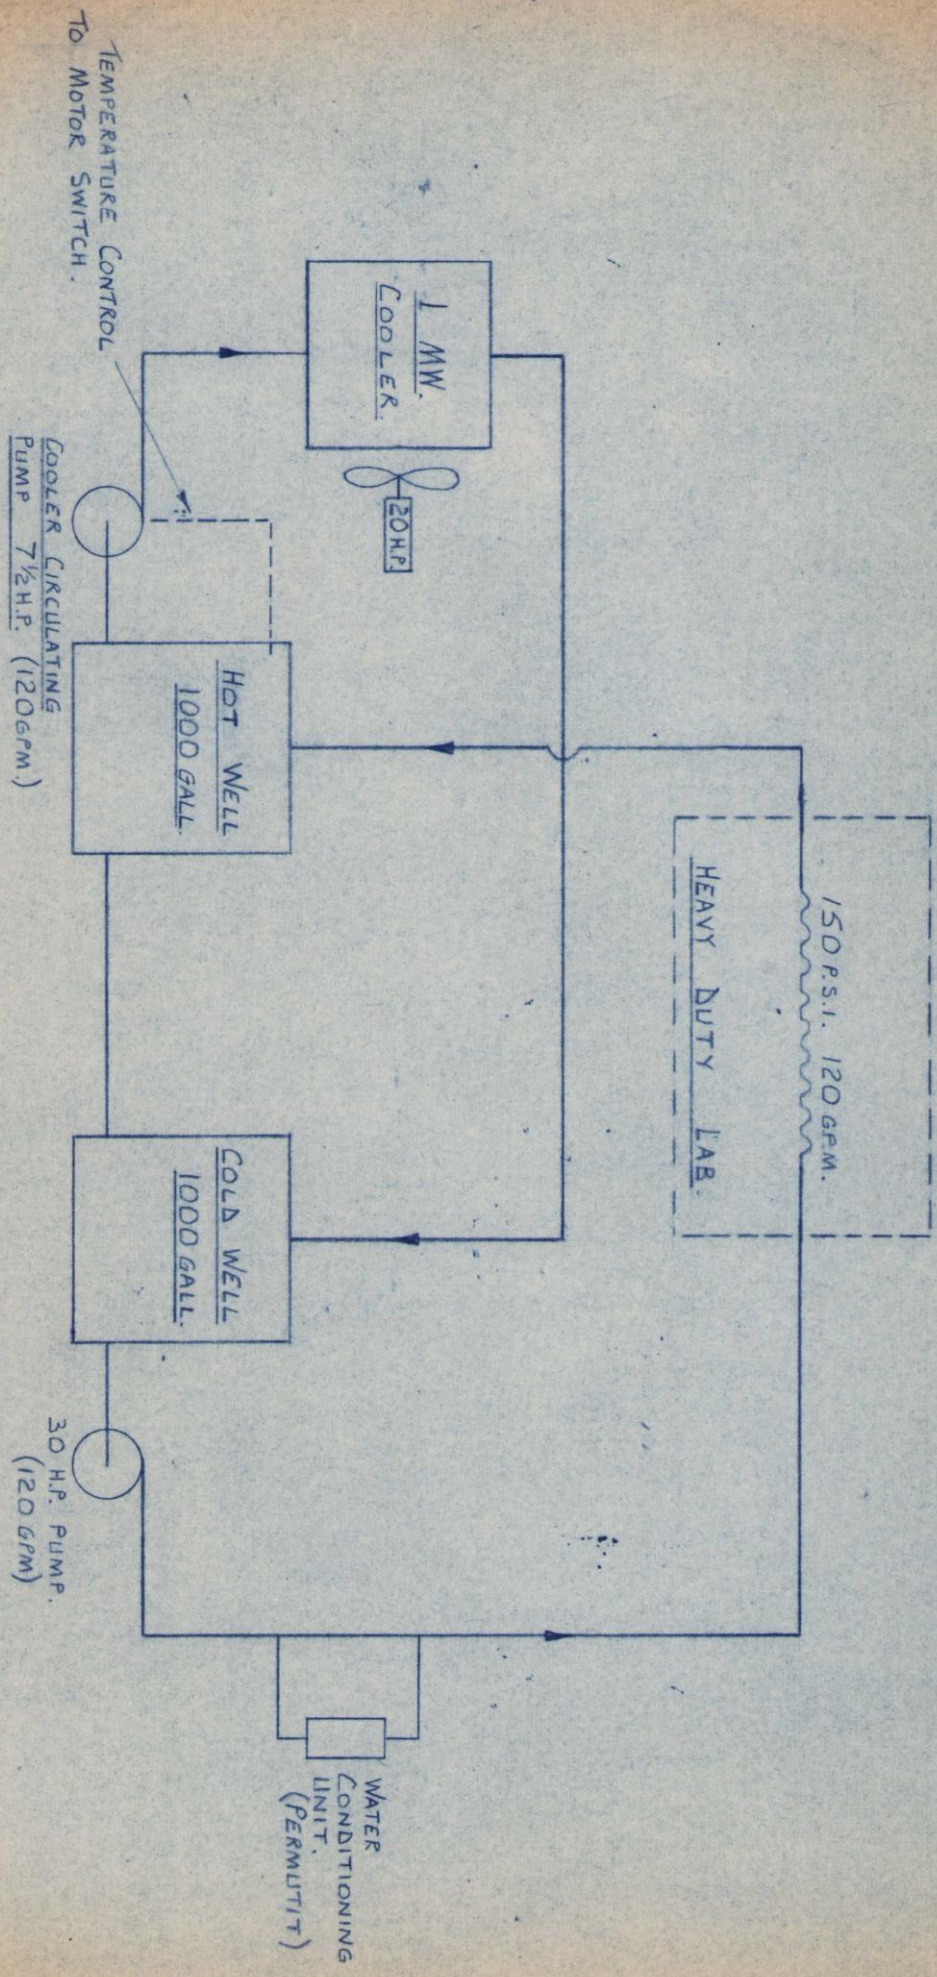 150 P.S.I. 120 G.P.M.
HEAVY DUTY LAB.
1 MW.
COOLER.
20 H.P.
TEMPERATURE CONTROL
TO MOTOR SWITCH.
HOT WELL
1000 GALL.
COLD WELL
1000 GALL.
COOLER CIRCULATING
PUMP 7½ H.P. (120 GPM.)
30 H.P. PUMP.
(120 GPM)
WATER
CONDITIONING
UNIT.
(PERMUTIT)